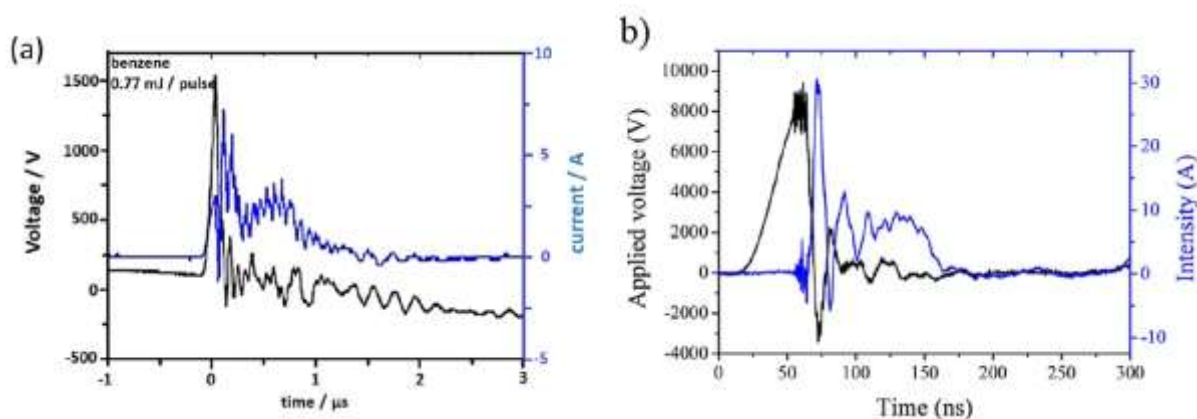 (a)
benzene
0.77 mJ / pulse
1500
1000
500
0
-500
Voltage / V
10
5
0
-5
current / A
-1 0 1 2 3
time / µs
b)
10000
8000
6000
4000
2000
0
-2000
-4000
Applied voltage (V)
30
20
10
0
-10
Intensity (A)
0 50 100 150 200 250 300
Time (ns)